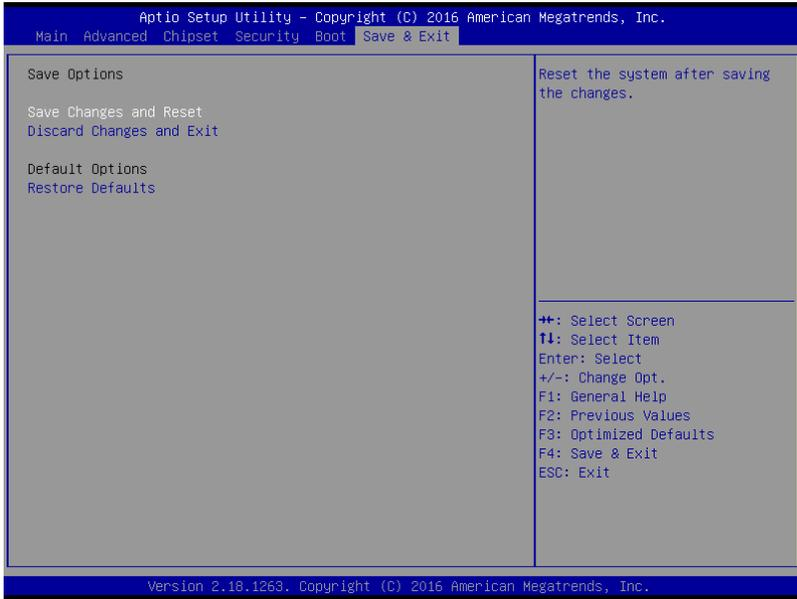 Aptio Setup Utility – Copyright (C) 2016 American Megatrends, Inc.
Main Advanced Chipset Security Boot Save & Exit
Save Options
Save Changes and Reset
Discard Changes and Exit
Default Options
Restore Defaults
Reset the system after saving
the changes.
→←: Select Screen
↑↓: Select Item
Enter: Select
+/-: Change Opt.
F1: General Help
F2: Previous Values
F3: Optimized Defaults
F4: Save & Exit
ESC: Exit
Version 2.18.1263. Copyright (C) 2016 American Megatrends, Inc.